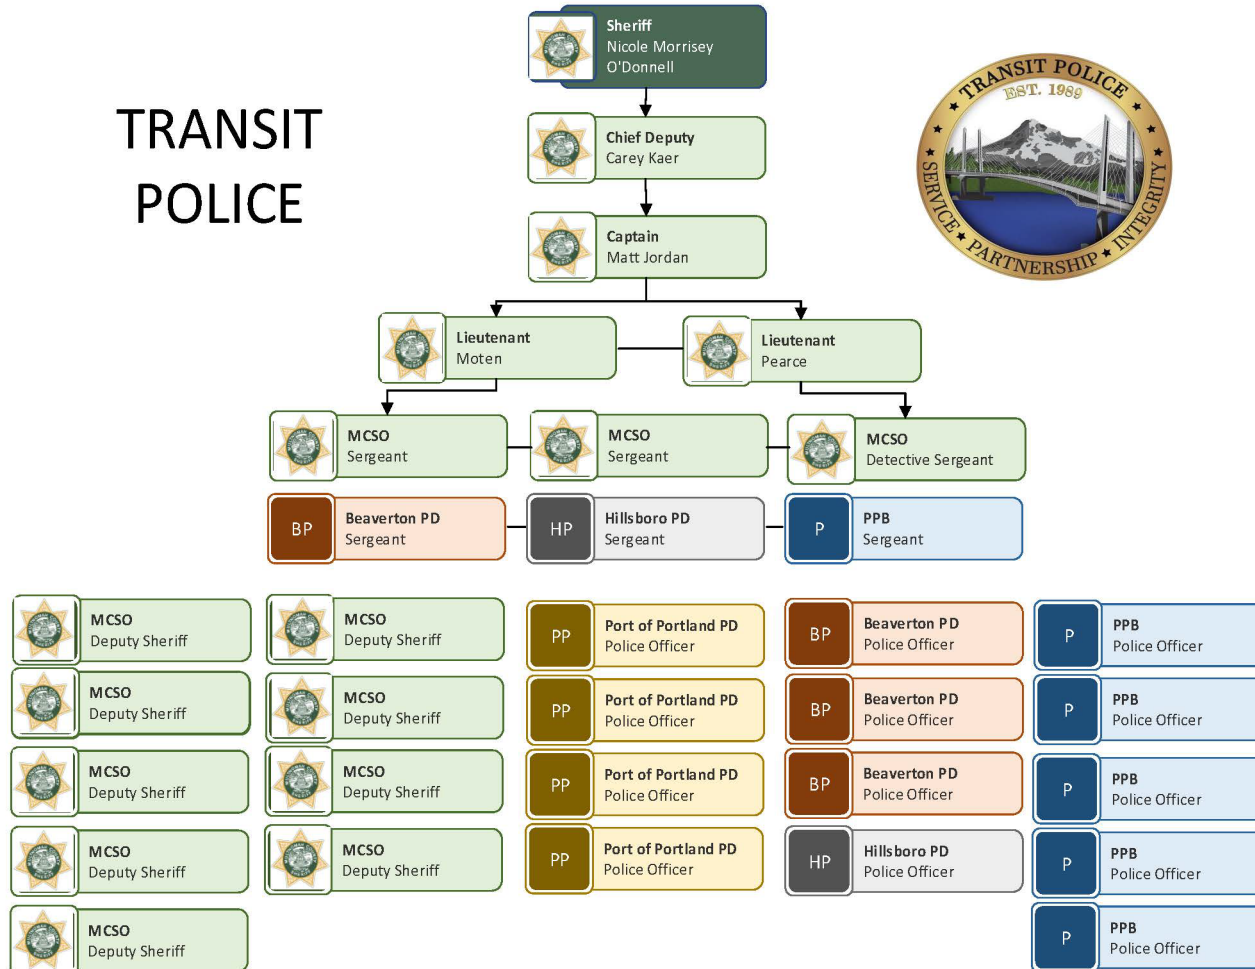 TRANSIT
POLICE
Sheriff
Nicole Morrisey
O'Donnell
TRANSIT POLICE
EST. 1989
SERVICE ★ PARTNERSHIP ★ INTEGRITY
Chief Deputy
Carey Kaer
Captain
Matt Jordan
Lieutenant
Moten
Lieutenant
Pearce
MCSO
Sergeant
MCSO
Sergeant
MCSO
Detective Sergeant
BP
Beaverton PD
Sergeant
HP
Hillsboro PD
Sergeant
P
PPB
Sergeant
MCSO
Deputy Sheriff
MCSO
Deputy Sheriff
PP
Port of Portland PD
Police Officer
BP
Beaverton PD
Police Officer
P
PPB
Police Officer
MCSO
Deputy Sheriff
MCSO
Deputy Sheriff
PP
Port of Portland PD
Police Officer
BP
Beaverton PD
Police Officer
P
PPB
Police Officer
MCSO
Deputy Sheriff
MCSO
Deputy Sheriff
PP
Port of Portland PD
Police Officer
BP
Beaverton PD
Police Officer
P
PPB
Police Officer
MCSO
Deputy Sheriff
MCSO
Deputy Sheriff
PP
Port of Portland PD
Police Officer
HP
Hillsboro PD
Police Officer
P
PPB
Police Officer
MCSO
Deputy Sheriff
P
PPB
Police Officer